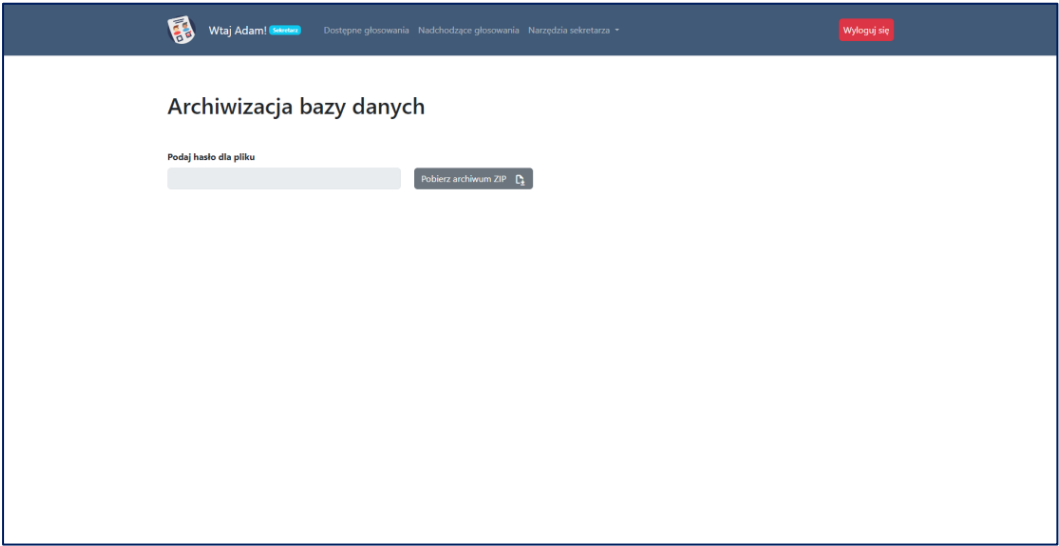 Wtaj Adam! Sekretarz Dostępne głosowania Nadchodzące głosowania Narzędzia sekretarza Wyloguj się
Archiwizacja bazy danych
Podaj hasło dla pliku
Pobierz archiwum ZIP